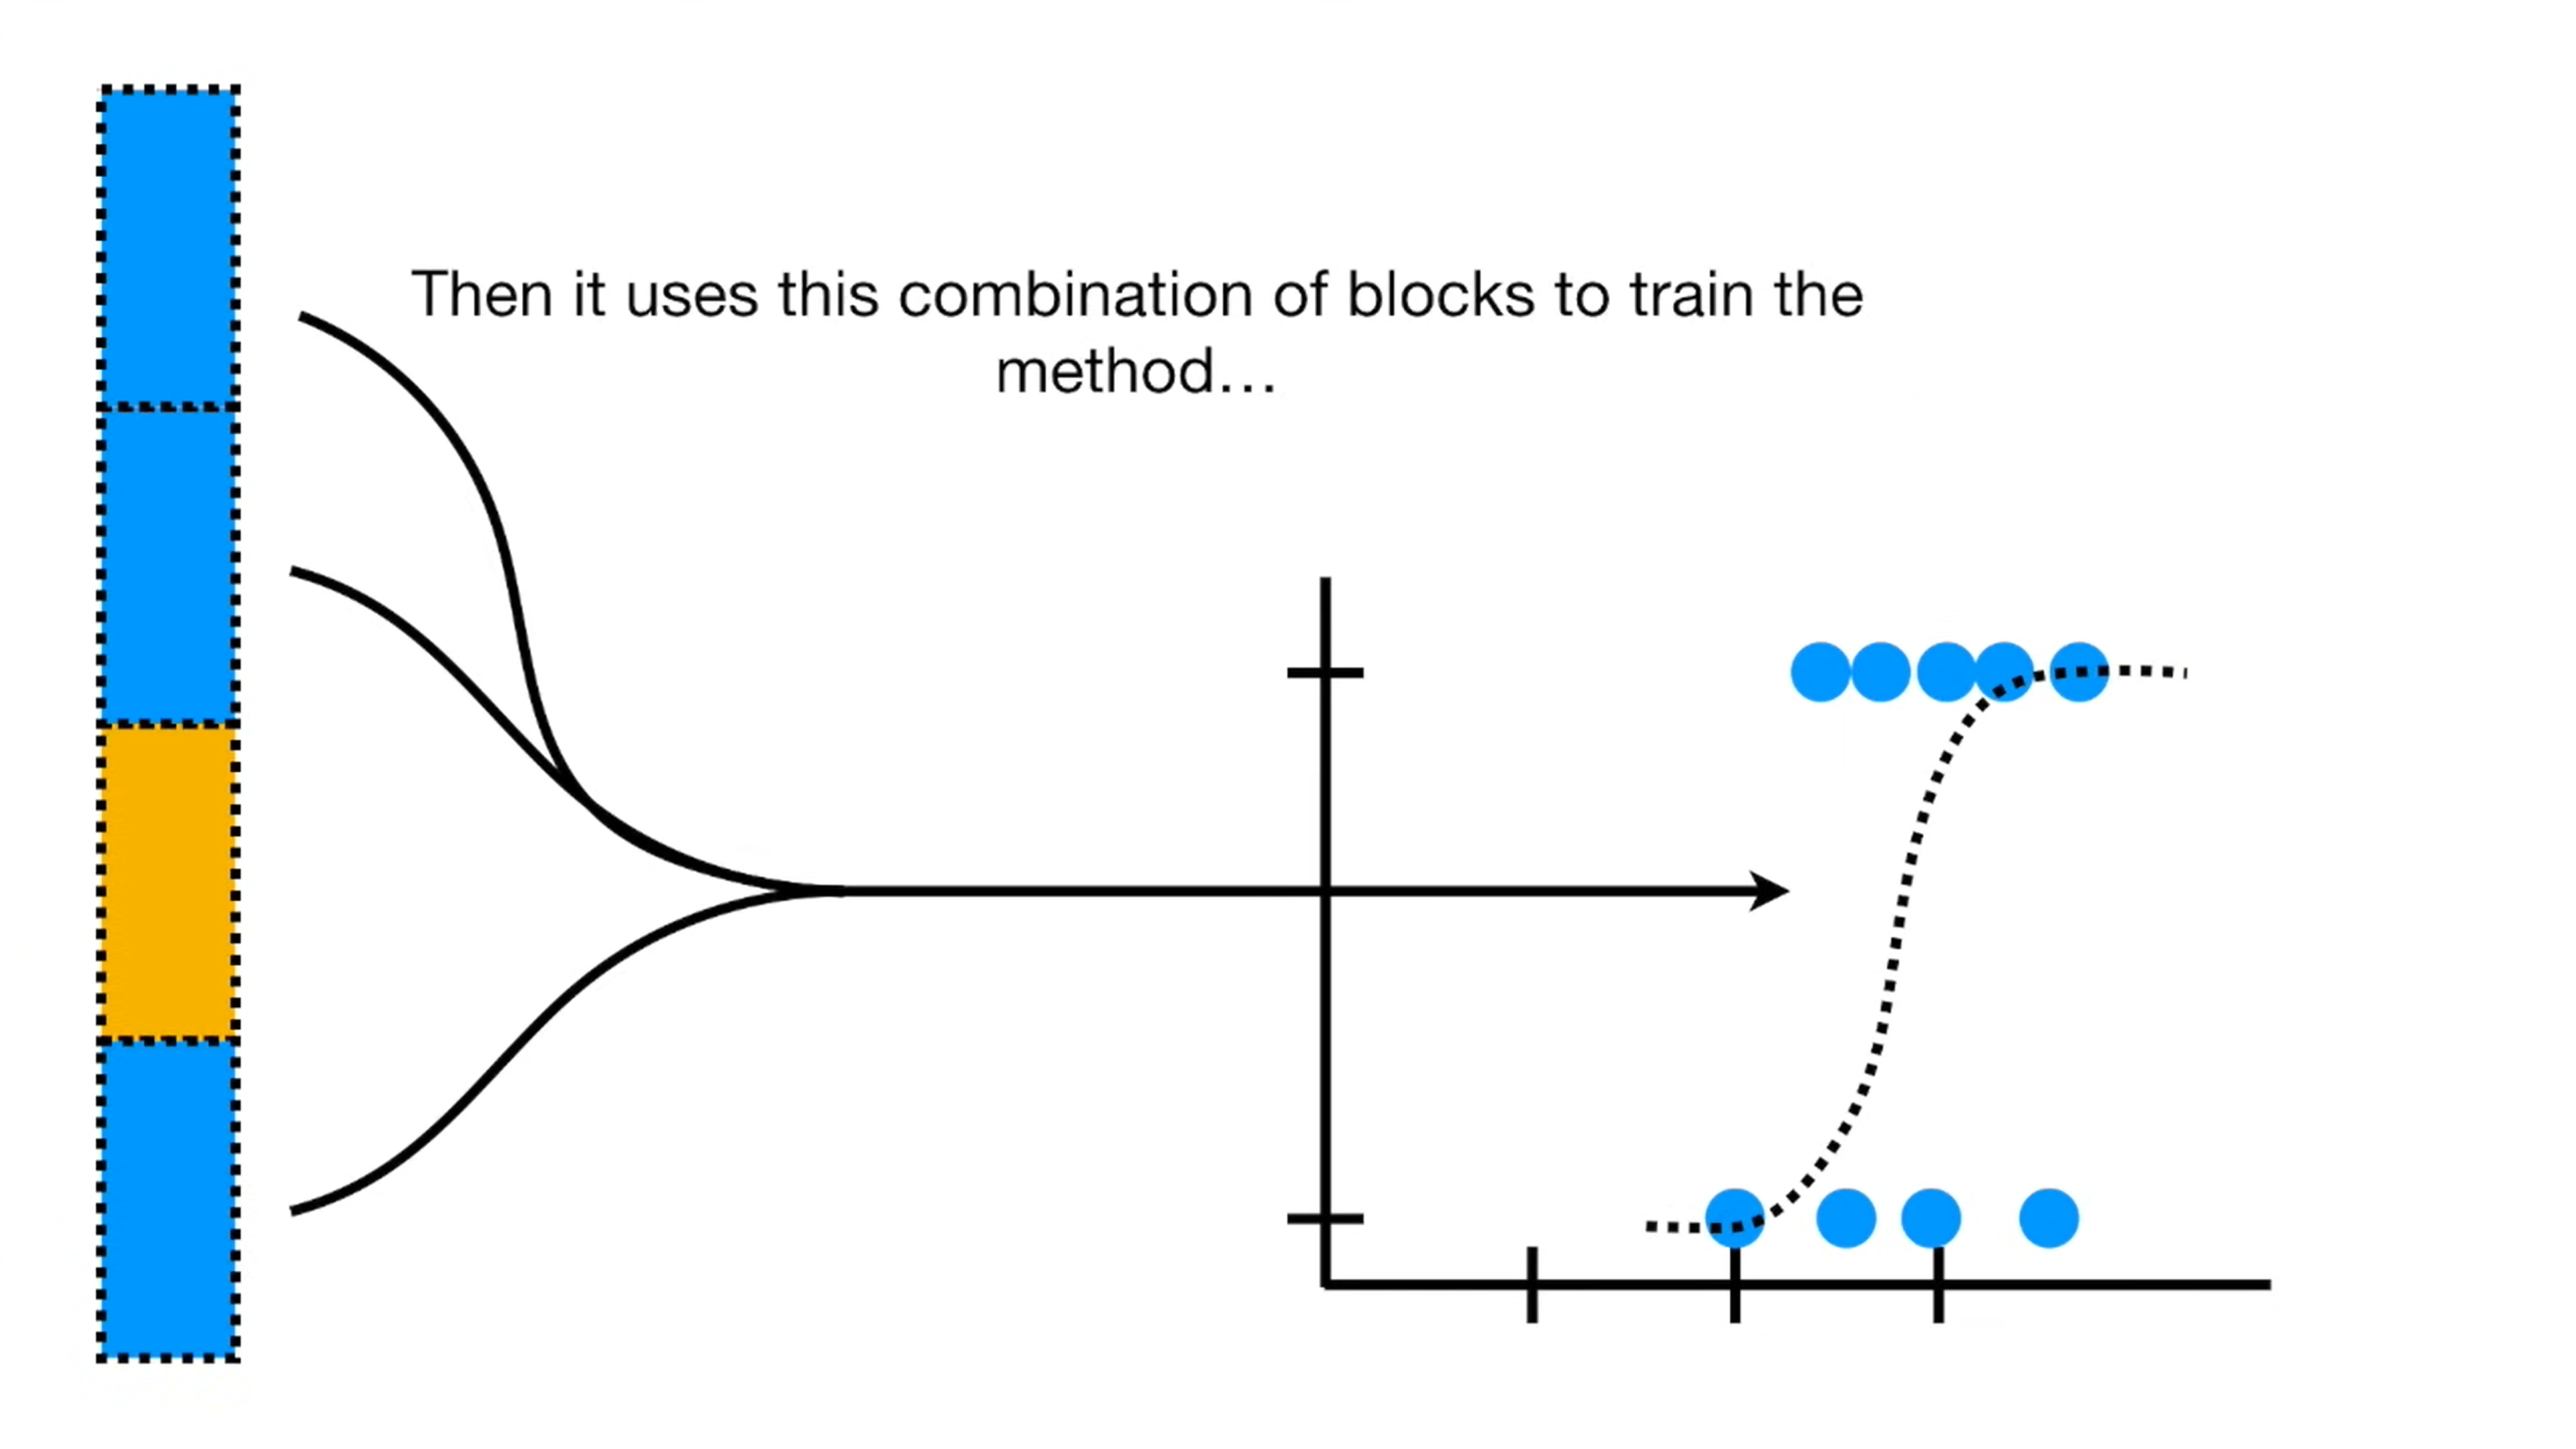 Then it uses this combination of blocks to train the
method…